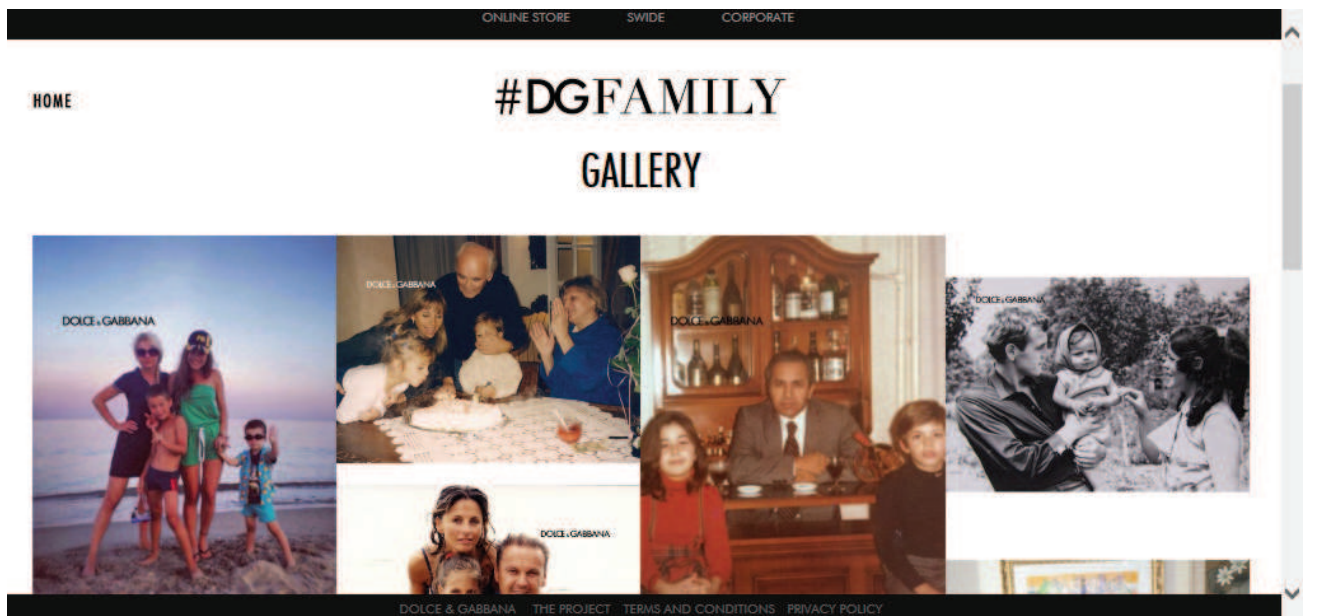 ONLINE STORE SWIDE CORPORATE
HOME
#DGFAMILY
GALLERY
DOLCE & GABBANA
DOLCE & GABBANA
DOLCE & GABBANA
DOLCE & GABBANA
DOLCE & GABBANA
DOLCE & GABBANA THE PROJECT TERMS AND CONDITIONS PRIVACY POLICY